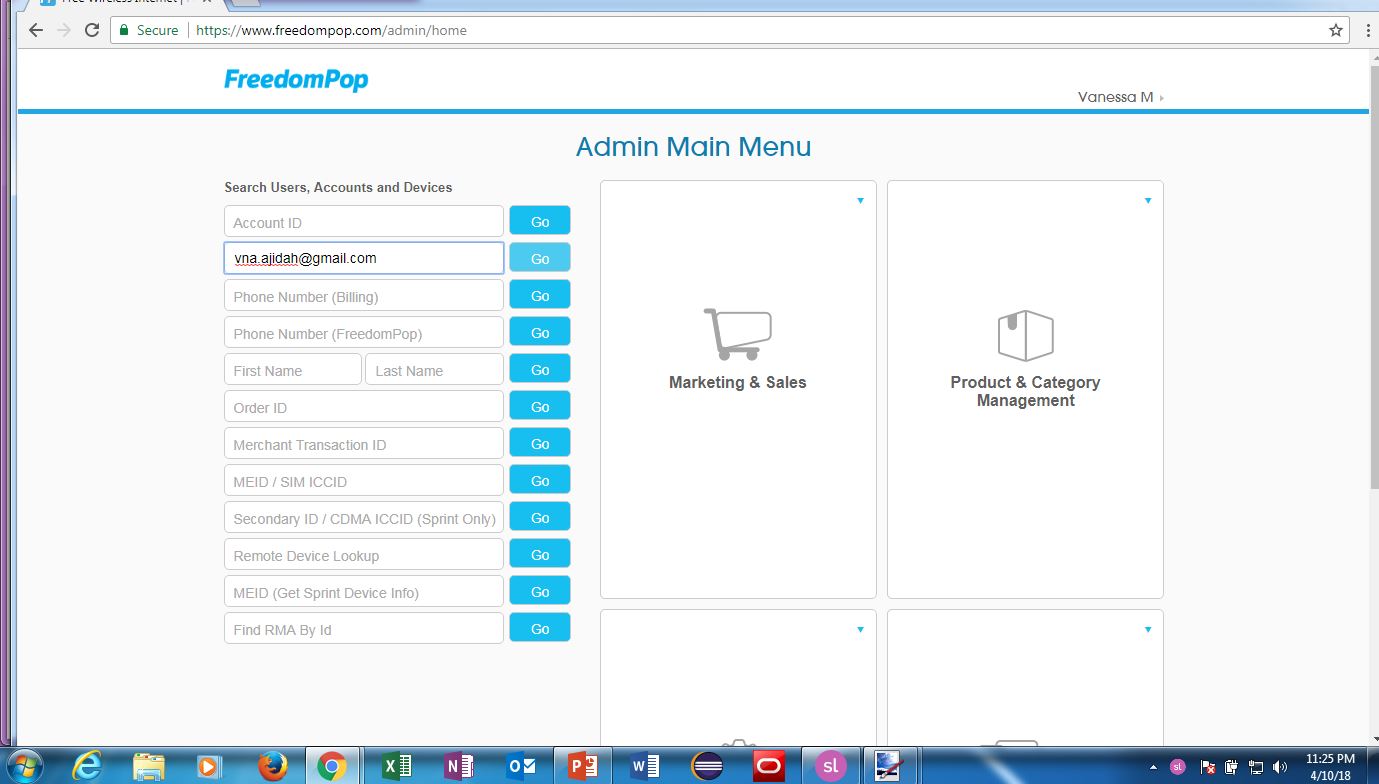 Free Wireless Internet |
Secure
https://www.freedompop.com/admin/home
FreedomPop
Vanessa M
Admin Main Menu
Search Users, Accounts and Devices
Account ID Go
vna.ajidah@gmail.com Go
Phone Number (Billing) Go
Phone Number (FreedomPop) Go
First Name Last Name Go
Order ID Go
Merchant Transaction ID Go
MEID / SIM ICCID Go
Secondary ID / CDMA ICCID (Sprint Only) Go
Remote Device Lookup Go
MEID (Get Sprint Device Info) Go
Find RMA By Id Go
Marketing & Sales
Product & Category
Management
sl
sl
11:25 PM
4/10/18